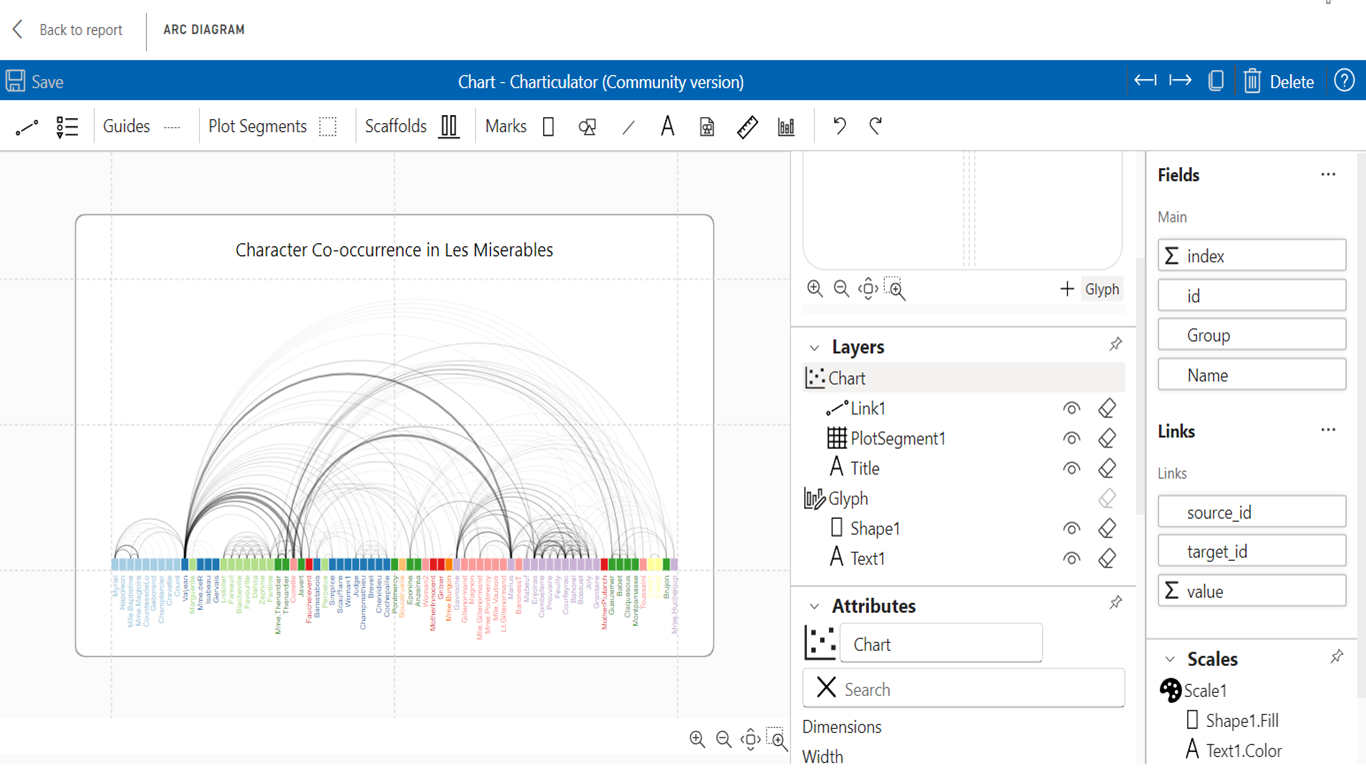 Back to report
ARC DIAGRAM
Save
Chart - Charticulator (Community version)
Delete
Guides
Plot Segments
Scaffolds
Marks
Character Co-occurrence in Les Miserables
Myriel
Napoleon
Mlle.Baptistine
Mme.Magloire
CountessdeLo
Geborand
Champtercier
Cravatte
Count
Valjean
Marguerite
Mme.deR
Isabeau
Gervais
Fameuil
Blacheville
Favourite
Dahlia
Zephine
Fantine
Mme.Thenardier
Thenardier
Cosette
Javert
Fauchelevent
Bamatabois
Perpetue
Simplice
Scaufflaire
Woman1
Judge
Champmathieu
Brevet
Chenildieu
Cochepaille
Pontmercy
Boulatruelle
Eponine
Anzelma
Woman2
MotherInnocent
Gribier
Mme.Burgon
Gavroche
Gillenormand
Magnon
Mlle.Gillenormand
Mme.Pontmercy
Mlle.Vaubois
Lt.Gillenormand
Marius
BaronessT
Mabeuf
Enjolras
Combeferre
Prouvaire
Feuilly
Courfeyrac
Bahorel
Bossuet
Joly
Grantaire
MotherPlutarch
Gueulemer
Babet
Claquesous
Montparnasse
Toussaint
Brujon
Mme.Hucheloup
Glyph
Layers
Chart
Link1
PlotSegment1
Title
Glyph
Shape1
Text1
Attributes
Chart
Search
Dimensions
Width
Fields
Main
index
id
Group
Name
Links
Links
source_id
target_id
value
Scales
Scale1
Shape1.Fill
Text1.Color